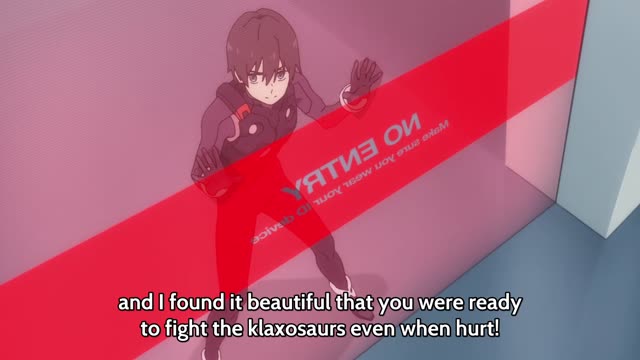 NO ENTRY
Make sure you wear your ID device
and I found it beautiful that you were ready
to fight the klaxosaurs even when hurt!